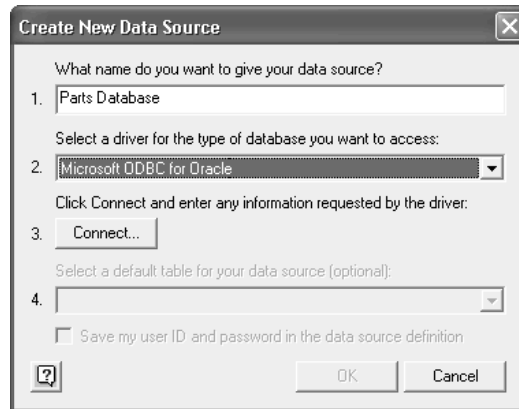 Create New Data Source
What name do you want to give your data source?
1. Parts Database
Select a driver for the type of database you want to access:
2. Microsoft ODBC for Oracle
Click Connect and enter any information requested by the driver:
3. Connect...
Select a default table for your data source (optional):
4.
Save my user ID and password in the data source definition
OK Cancel